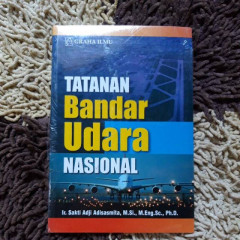 GRAHA ILMU
TATANAN
Bandar
Udara
NASIONAL
Ir. Sakti Adji Adisasmita, M.Si., M.Eng.Sc., Ph.D.